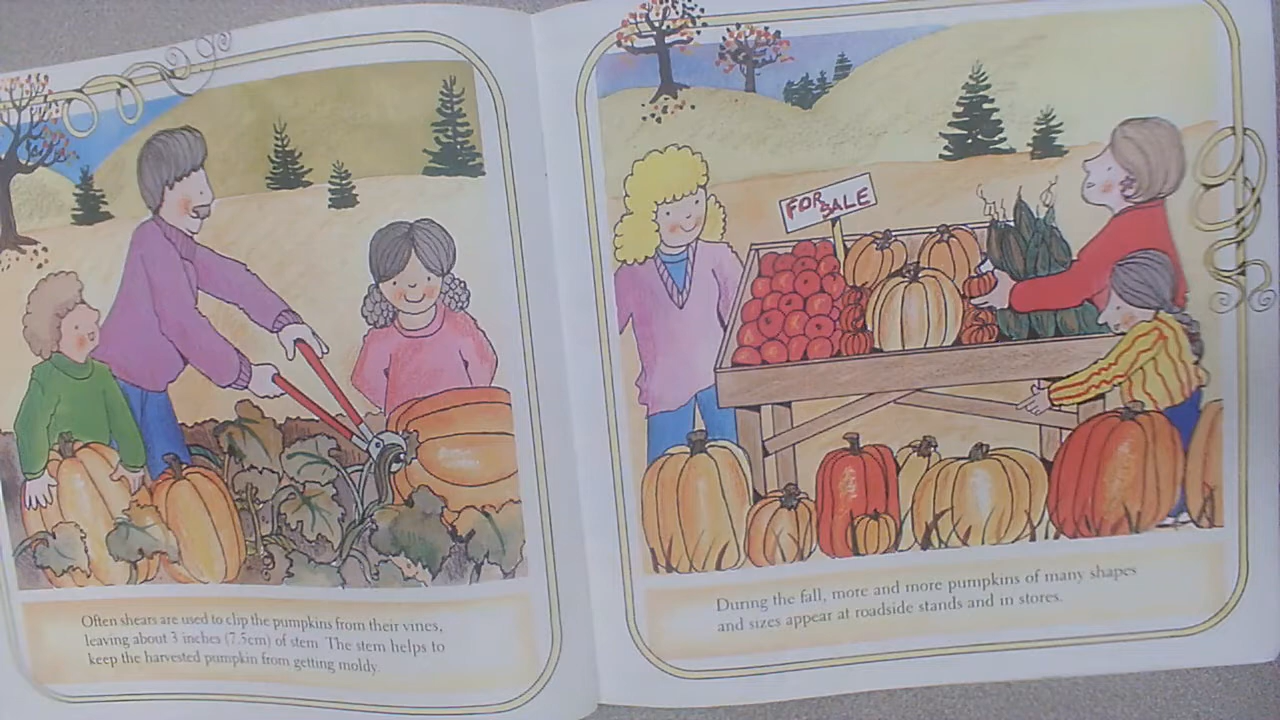 Often shears are used to clip the pumpkins from their vines,
leaving about 3 inches (7.5cm) of stem. The stem helps to
keep the harvested pumpkin from getting moldy.
FOR SALE
During the fall, more and more pumpkins of many shapes
and sizes appear at roadside stands and in stores.